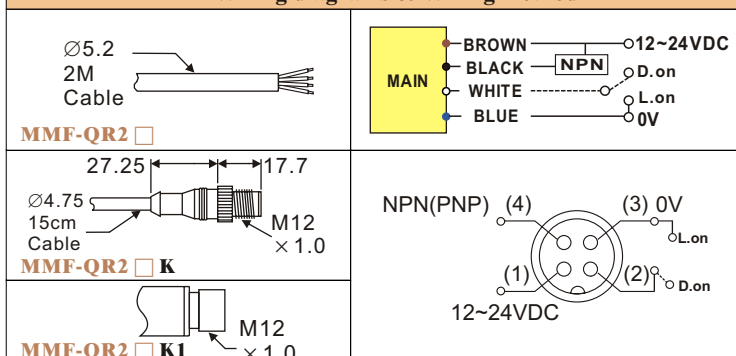 Ø5.2
2M
Cable
MMF-QR2 □
MAIN
BROWN
12~24VDC
BLACK
NPN
WHITE
D.on
L.on
BLUE
0V
27.25
17.7
Ø4.75
15cm
Cable
M12
×1.0
MMF-QR2 □ K
M12
×1.0
MMF-QR2 □ K1
NPN(PNP) (4)
(3) 0V
L.on
(1)
(2)
D.on
12~24VDC